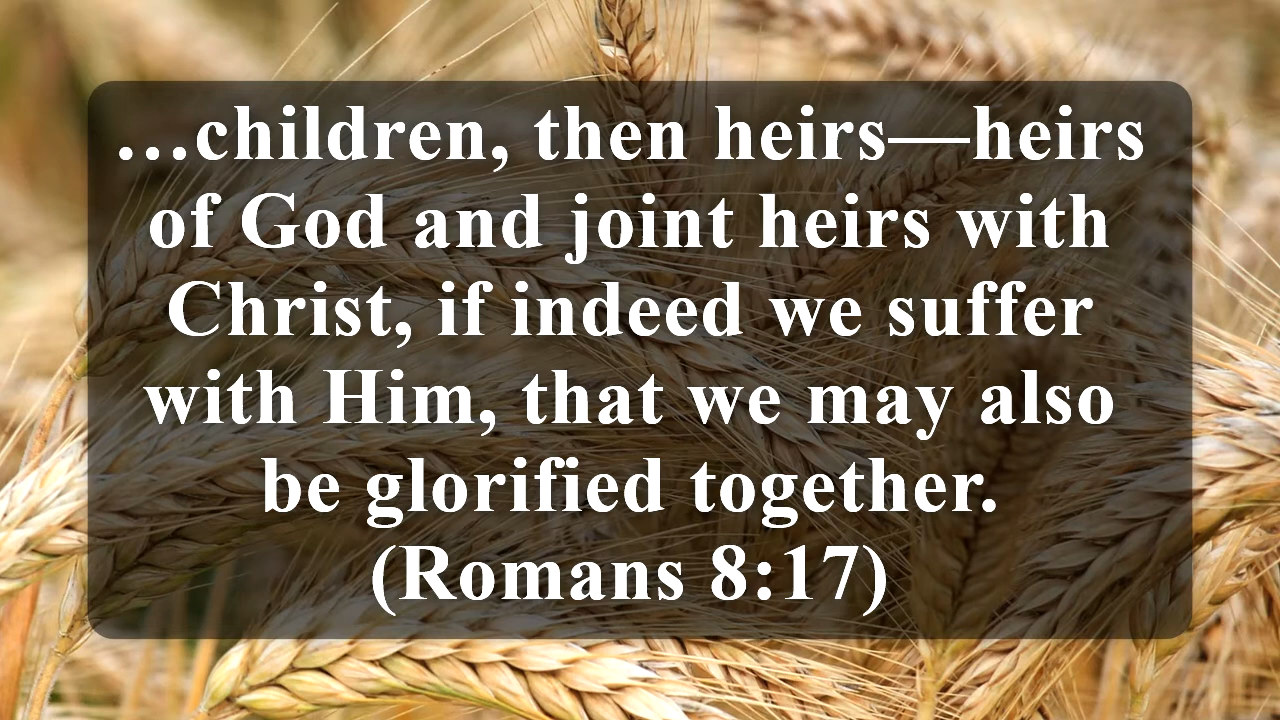 …children, then heirs—heirs
of God and joint heirs with
Christ, if indeed we suffer
with Him, that we may also
be glorified together.
(Romans 8:17)